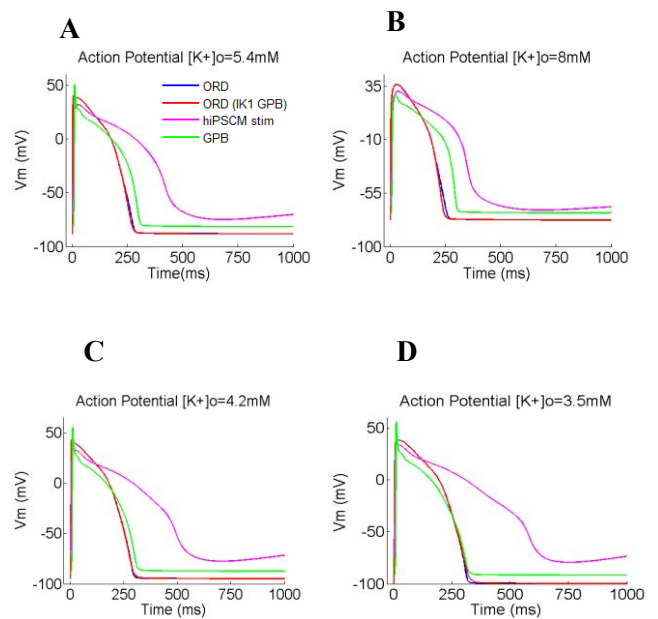 A
Action Potential [K+]o=5.4mM
Vm (mV)
50
0
-50
-100
0
250
500
750
1000
Time(ms)
ORD
ORD (IK1 GPB)
hiPSCM stim
GPB
B
Action Potential [K+]o=8mM
Vm (mV)
35
-10
-55
-100
0
250
500
750
1000
Time(ms)
C
Action Potential [K+]o=4.2mM
Vm (mV)
50
0
-50
-100
0
250
500
750
1000
Time (ms)
D
Action Potential [K+]o=3.5mM
Vm (mV)
50
0
-50
-100
0
250
500
750
1000
Time (ms)